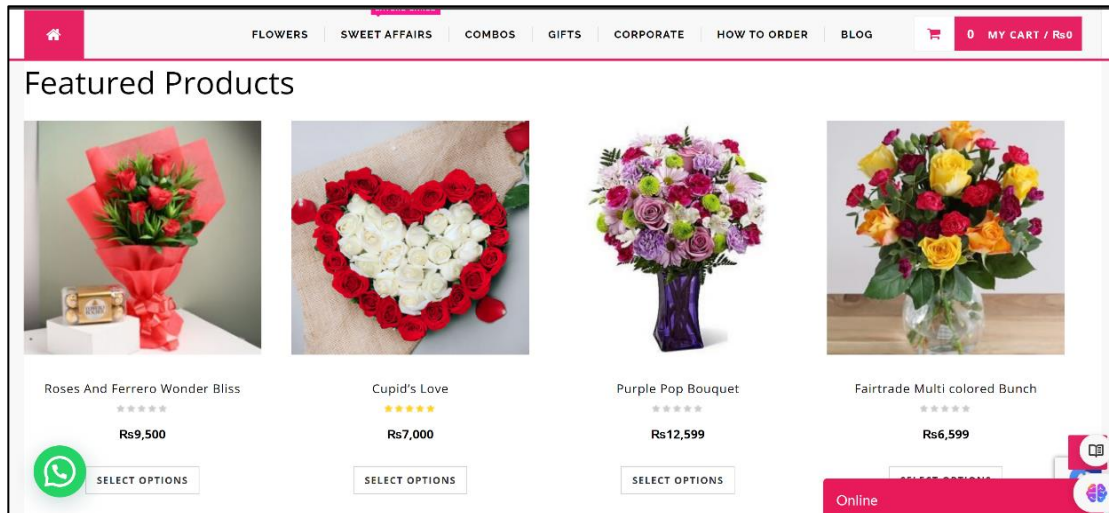 FLOWERS SWEET AFFAIRS COMBOS GIFTS CORPORATE HOW TO ORDER BLOG 0 MY CART / ₨0
Featured Products
Roses And Ferrero Wonder Bliss
Cupid's Love
Purple Pop Bouquet
Fairtrade Multi colored Bunch
₨9,500
₨7,000
₨12,599
₨6,599
SELECT OPTIONS
SELECT OPTIONS
SELECT OPTIONS
SELECT OPTIONS
Online